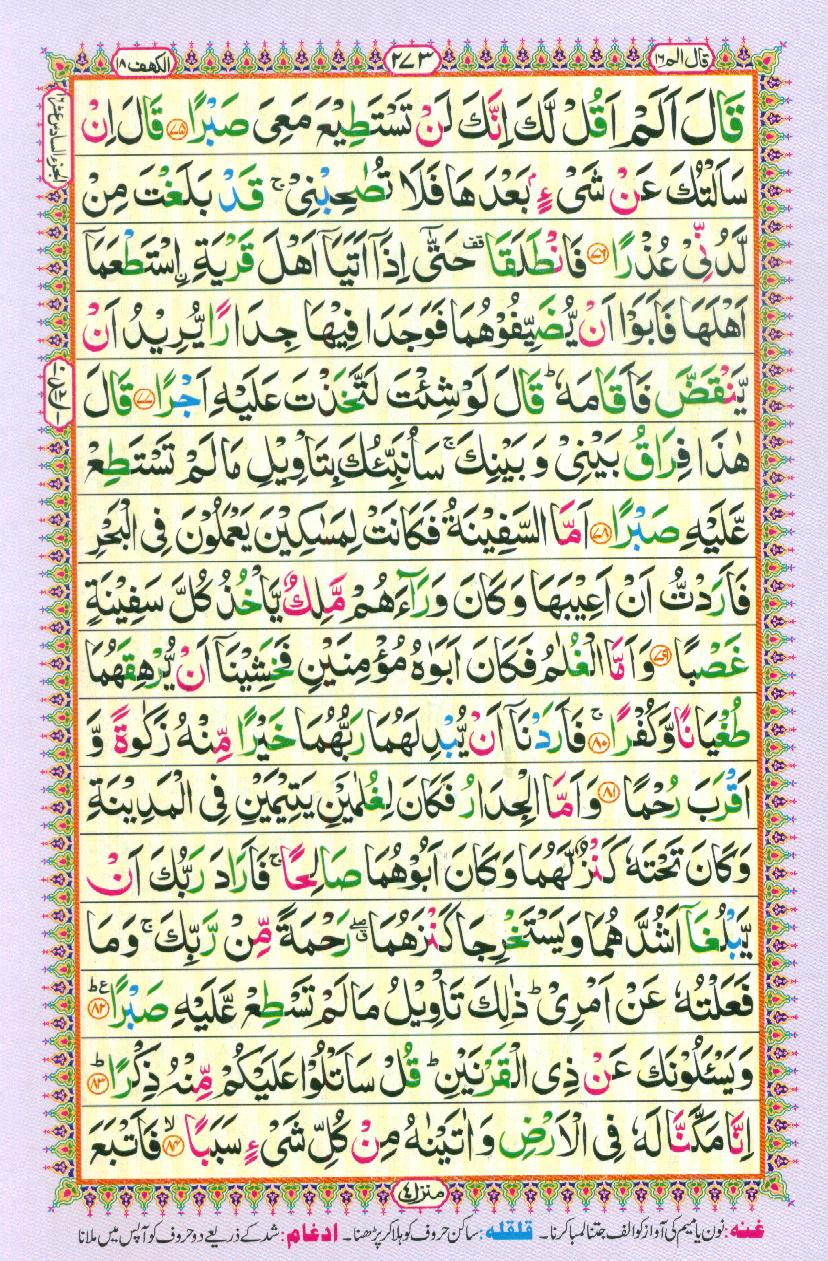 قال الم ١٦
٢٧٣
الكهف ١٨
قَالَ اَلَمْ اَقُلْ لَّكَ اِنَّكَ لَنْ تَسْتَطِيْعَ مَعِىَ صَبْرًا ﴿۷۵﴾ قَالَ اِنْ
سَاَلْتُكَ عَنْ شَىْءٍۭ بَعْدَهَا فَلَا تُصٰحِبْنِىْ ۚ قَدْ بَلَغْتَ مِنْ
لَّدُنِّىْ عُذْرًا ﴿۷۶﴾ فَانْطَلَقَا ۥ حَتّٰۤى اِذَاۤ اَتَيَاۤ اَهْلَ قَرْيَةِ ۟اسْتَطْعَمَاۤ
اَهْلَهَا فَاَبَوْا اَنْ يُّضَيِّفُوْهُمَا فَوَجَدَا فِيْهَا جِدَارًا يُّرِيْدُ اَنْ
يَّنْقَضَّ فَاَقَامَهٗ ؕ قَالَ لَوْ شِئْتَ لَتَّخَذْتَ عَلَيْهِ اَجْرًا ﴿۷۷﴾ قَالَ
هٰذَا فِرَاقُ بَيْنِىْ وَ بَيْنِكَ ۚ سَاُنَبِّئُكَ بِتَاْوِيْلِ مَا لَمْ تَسْتَطِعْ
عَّلَيْهِ صَبْرًا ﴿۷۸﴾ اَمَّا السَّفِيْنَةُ فَكَانَتْ لِمَسٰكِيْنَ يَعْمَلُوْنَ فِى الْبَحْرِ
فَاَرَدْتُّ اَنْ اَعِيْبَهَا وَكَانَ وَرَآءَهُمْ مَّلِكٌ يَّاْخُذُ كُلَّ سَفِيْنَةٍ
غَصْبًا ﴿۷۹﴾ وَاَمَّا الْغُلٰمُ فَكَانَ اَبَوٰهُ مُؤْمِنَيْنِ فَخَشِيْنَاۤ اَنْ يُّرْهِقَهُمَا
طُغْيَانًا وَّكُفْرًا ﴿۸۰﴾ۚ فَاَرَدْنَاۤ اَنْ يُّبْدِلَهُمَا رَبُّهُمَا خَيْرًا مِّنْهُ زَكٰوةً وَّ
اَقْرَبَ رُحْمًا ﴿۸۱﴾ وَاَمَّا الْجِدَارُ فَكَانَ لِغُلٰمَيْنِ يَتِيْمَيْنِ فِى الْمَدِيْنَةِ
وَكَانَ تَحْتَهٗ كَنْزٌ لَّهُمَا وَكَانَ اَبُوْهُمَا صَالِحًا ۚ فَاَرَادَ رَبُّكَ اَنْ
يَّبْلُغَاۤ اَشُدَّهُمَا وَيَسْتَخْرِجَا كَنْزَهُمَا ۖ رَحْمَةً مِّنْ رَّبِّكَ ۚ وَمَا
فَعَلْتُهٗ عَنْ اَمْرِىْ ؕ ذٰلِكَ تَاْوِيْلُ مَا لَمْ تَسْطِعْ عَّلَيْهِ صَبْرًا ﴿۸۲﴾ؕ
وَيَسْئَلُوْنَكَ عَنْ ذِى الْقَرْنَيْنِ ؕ قُلْ سَاَتْلُوْا عَلَيْكُمْ مِّنْهُ ذِكْرًا ﴿۸۳﴾ؕ
اِنَّا مَكَّنَّا لَهٗ فِى الْاَرْضِ وَاٰتَيْنٰهُ مِنْ كُلِّ شَىْءٍ سَبَبًا ﴿۸۴﴾ۙ فَاَتْبَعَ
منزل ٤
غنہ: نون یا میم کی آواز کو الف جتنا لمبا کرنا۔ قلقلہ: ساکن حروف کو ہلا کر پڑھنا۔ ادغام: شد کے ذریعے دو حروف کو آپس میں ملانا